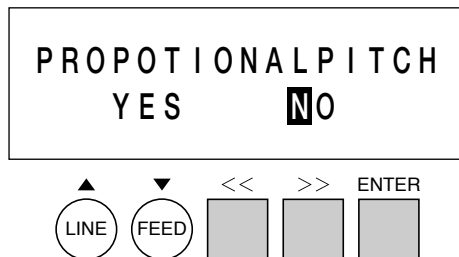 PROPOTIONALPITCH
YES NO
▲ ▼ << >> ENTER
LINE FEED